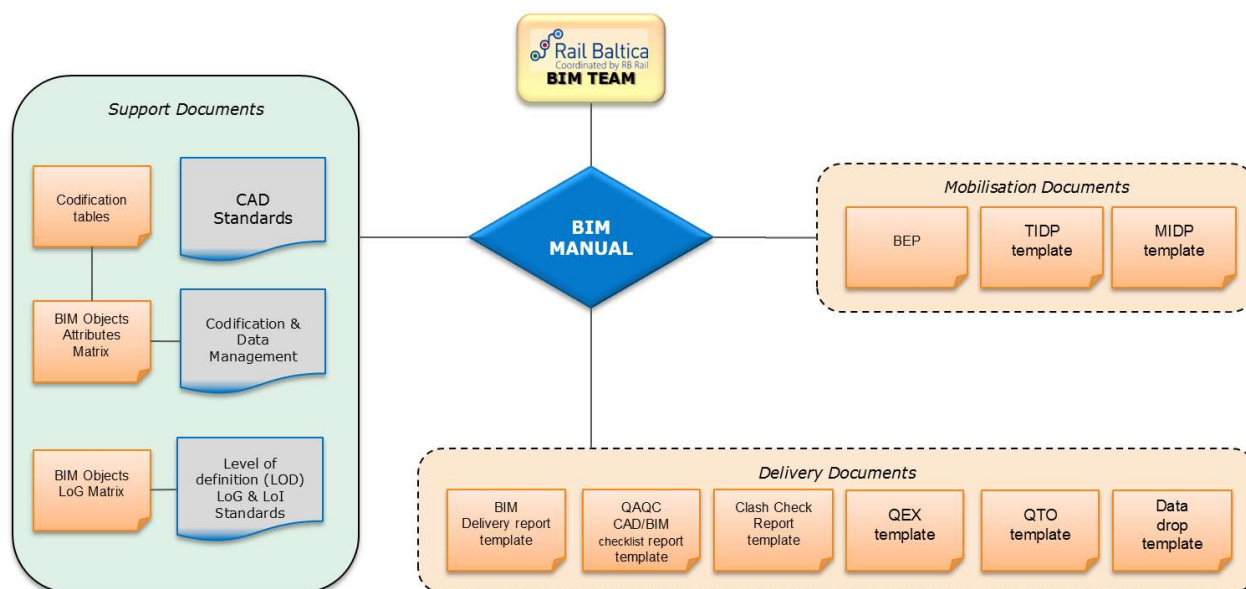 Rail Baltica
Coordinated by RB Rail
BIM TEAM
Support Documents
Codification
tables
CAD
Standards
BIM Objects
Attributes
Matrix
Codification &
Data
Management
BIM Objects
LoG Matrix
Level of
definition (LOD)
LoG & LoI
Standards
BIM
MANUAL
Mobilisation Documents
BEP
TIDP
template
MIDP
template
Delivery Documents
BIM
Delivery report
template
QAQC
CAD/BIM
checklist report
template
Clash Check
Report
template
QEX
template
QTO
template
Data
drop
template